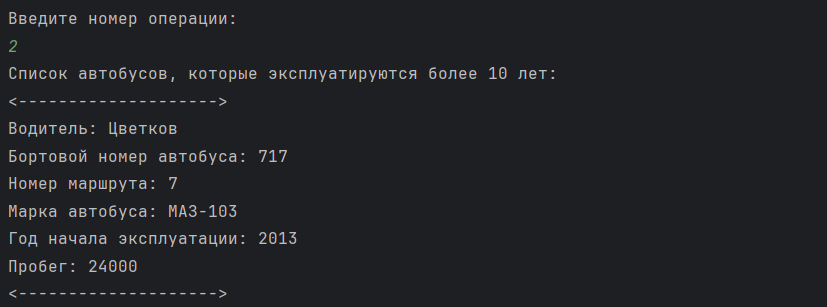 Введите номер операции:
2
Список автобусов, которые эксплуатируются более 10 лет:
<-------------------->
Водитель: Цветков
Бортовой номер автобуса: 717
Номер маршрута: 7
Марка автобуса: МАЗ-103
Год начала эксплуатации: 2013
Пробег: 24000
<-------------------->